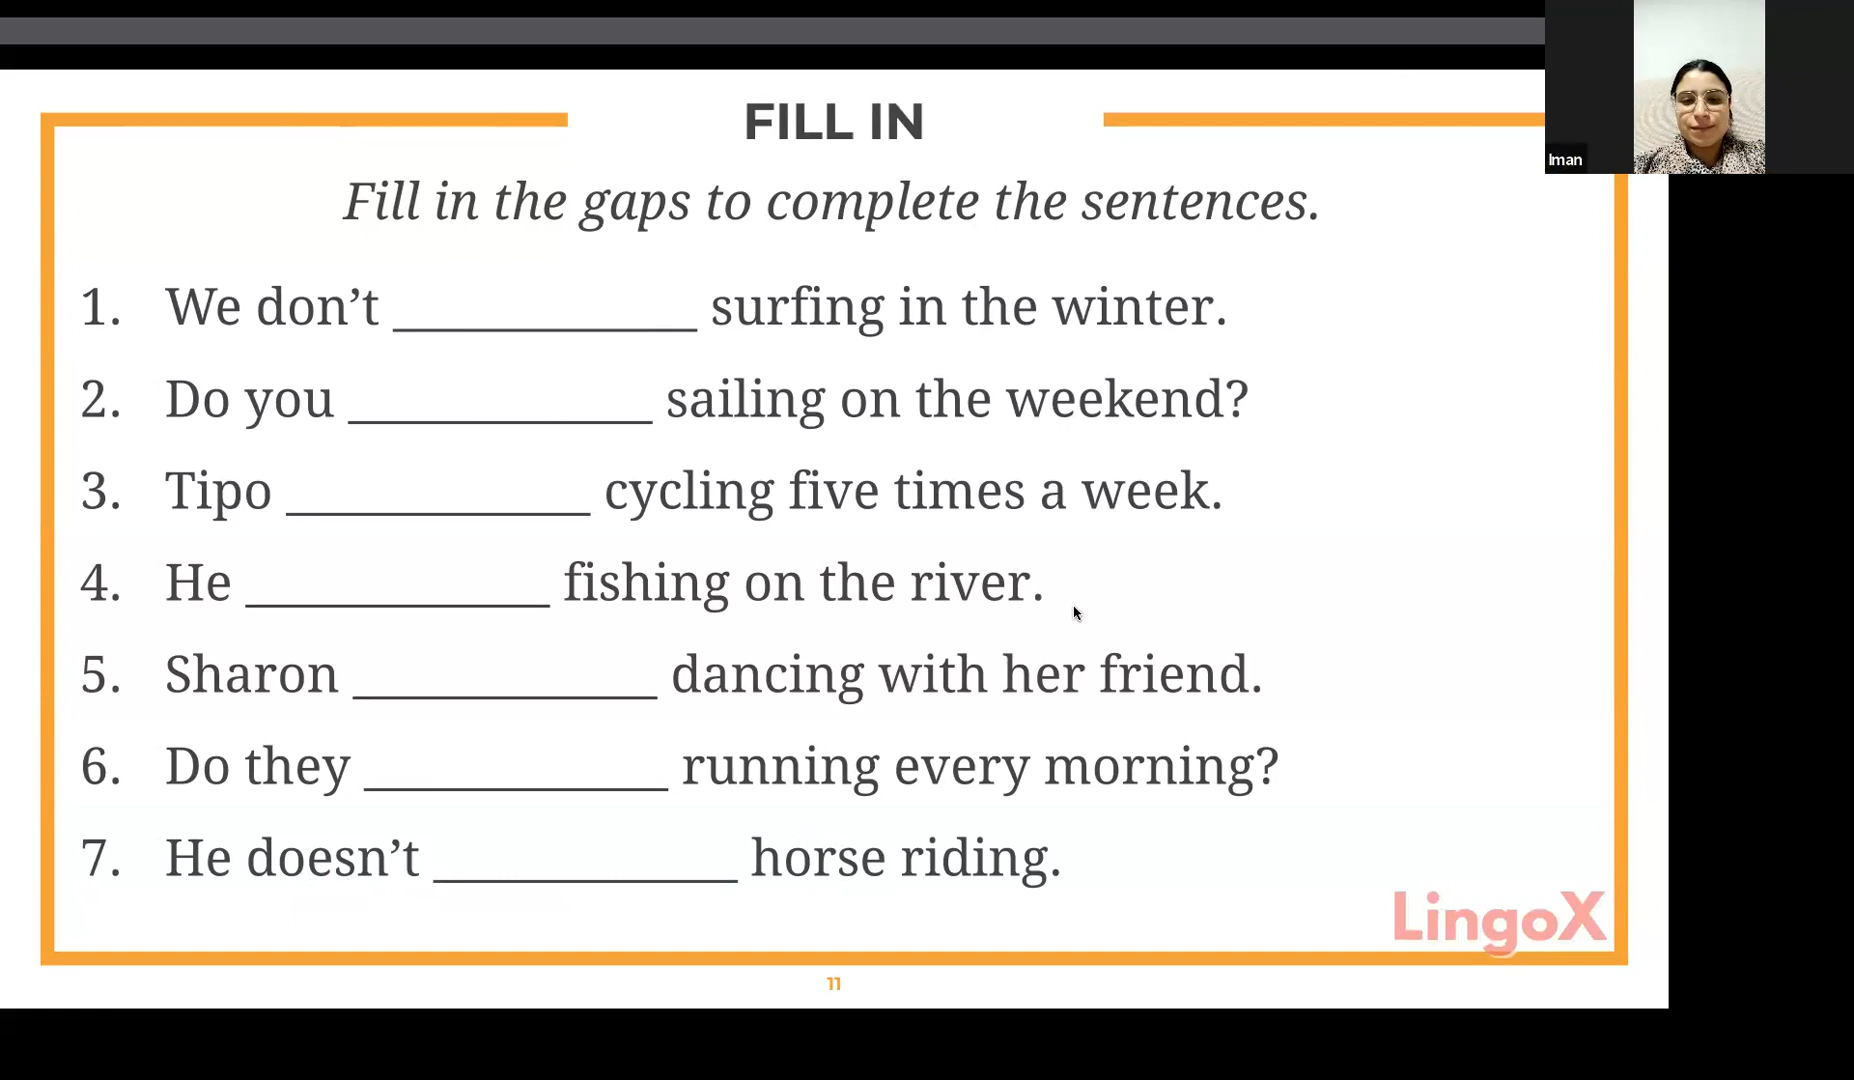 FILL IN
Fill in the gaps to complete the sentences.
1. We don’t ____________ surfing in the winter.
2. Do you ____________ sailing on the weekend?
3. Tipo ____________ cycling five times a week.
4. He ____________ fishing on the river.
5. Sharon ____________ dancing with her friend.
6. Do they ____________ running every morning?
7. He doesn’t ____________ horse riding.
LingoX
11
Iman